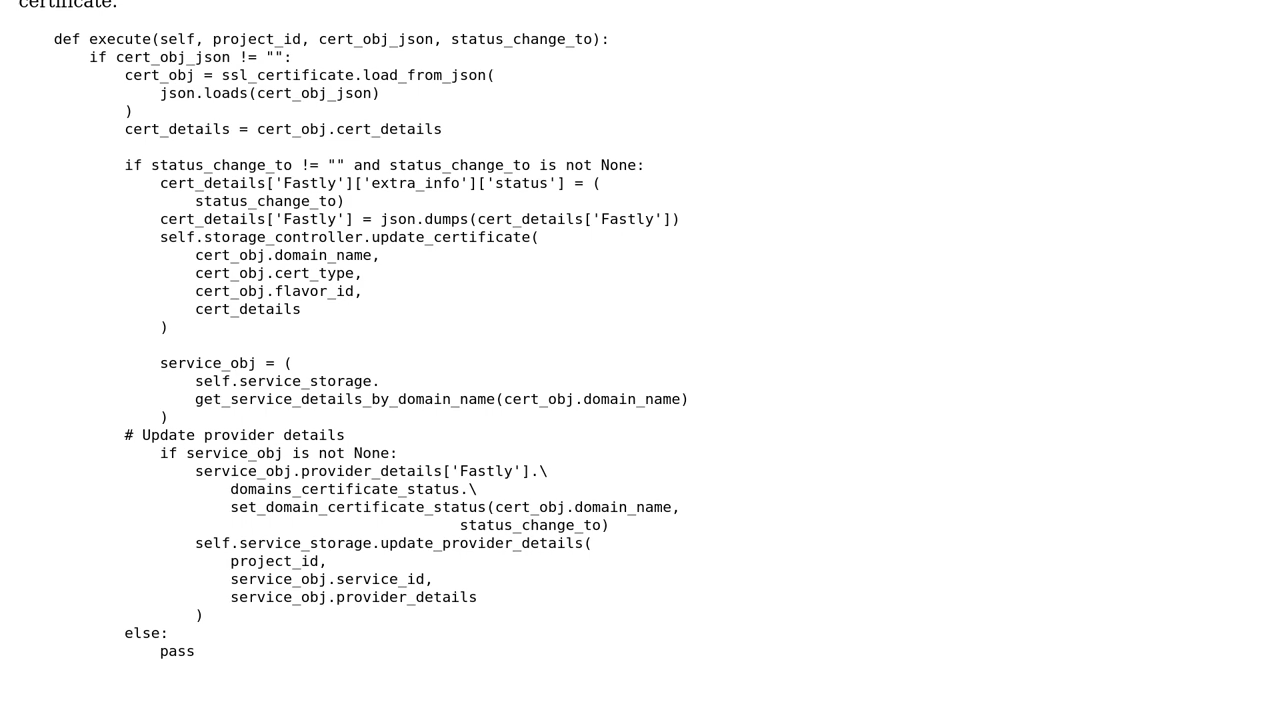 certificate.
    def execute(self, project_id, cert_obj_json, status_change_to):
        if cert_obj_json != "":
            cert_obj = ssl_certificate.load_from_json(
                json.loads(cert_obj_json)
            )
            cert_details = cert_obj.cert_details

            if status_change_to != "" and status_change_to is not None:
                cert_details['Fastly']['extra_info']['status'] = (
                    status_change_to)
                cert_details['Fastly'] = json.dumps(cert_details['Fastly'])
                self.storage_controller.update_certificate(
                    cert_obj.domain_name,
                    cert_obj.cert_type,
                    cert_obj.flavor_id,
                    cert_details
                )

                service_obj = (
                    self.service_storage.
                    get_service_details_by_domain_name(cert_obj.domain_name)
                )
            # Update provider details
                if service_obj is not None:
                    service_obj.provider_details['Fastly'].\
                        domains_certificate_status.\
                        set_domain_certificate_status(cert_obj.domain_name,
                                                  status_change_to)
                    self.service_storage.update_provider_details(
                        project_id,
                        service_obj.service_id,
                        service_obj.provider_details
                    )
            else:
                pass